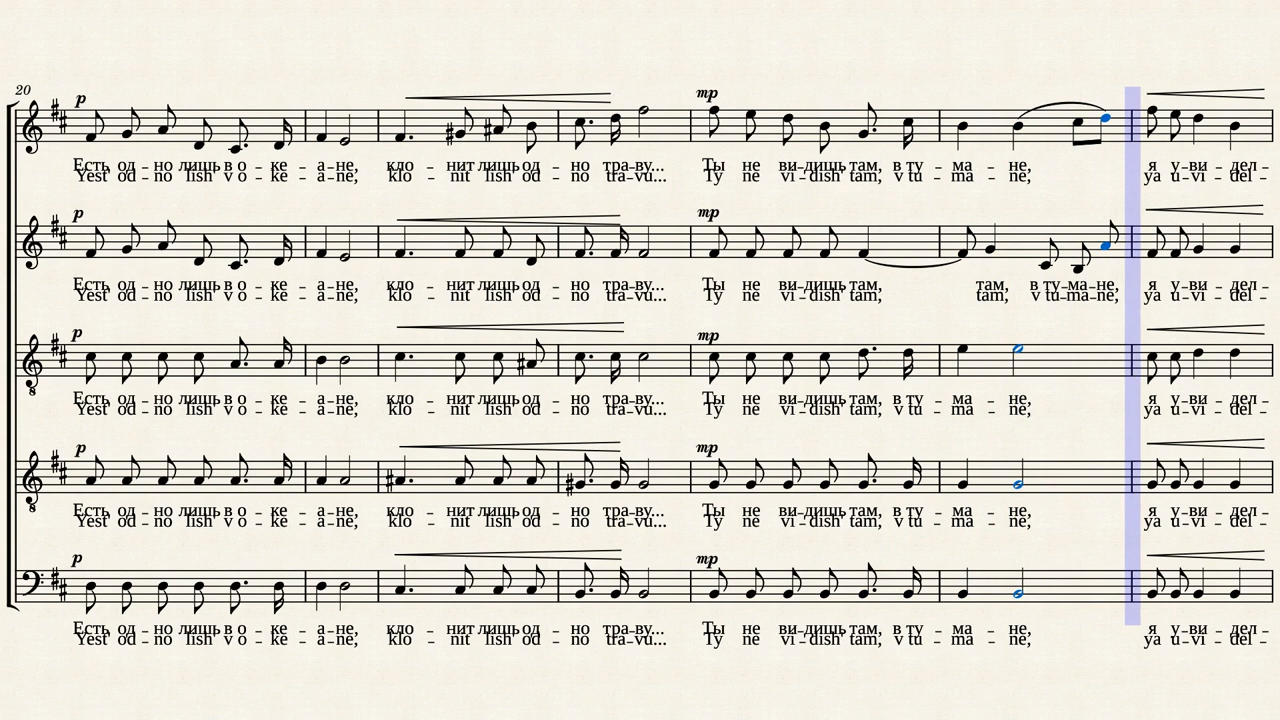 20
p
Есть од – но лишь в о – ке – а – не, кло – нит лишь од – но тра – ву... Ты не ви – дишь там, в ту – ма – не, я у – ви – дел –
Yest od – no lish v o – ke – a – ne, klo – nit lish od – no tra – vu... Ty ne vi – dish tam, v tu – ma – ne, ya u – vi – del –
mp
p
mp
Есть од – но лишь в о – ке – а – не, кло – нит лишь од – но тра – ву... Ты не ви – дишь там, там, в ту – ма – не, я у – ви – дел –
Yest od – no lish v o – ke – a – ne, klo – nit lish od – no tra – vu... Ty ne vi – dish tam, tam, v tu – ma – ne, ya u – vi – del –
p
mp
Есть од – но лишь в о – ке – а – не, кло – нит лишь од – но тра – ву... Ты не ви – дишь там, в ту – ма – не, я у – ви – дел –
Yest od – no lish v o – ke – a – ne, klo – nit lish od – no tra – vu... Ty ne vi – dish tam, v tu – ma – ne, ya u – vi – del –
p
mp
Есть од – но лишь в о – ке – а – не, кло – нит лишь од – но тра – ву... Ты не ви – дишь там, в ту – ма – не, я у – ви – дел –
Yest od – no lish v o – ke – a – ne, klo – nit lish od – no tra – vu... Ty ne vi – dish tam, v tu – ma – ne, ya u – vi – del –
p
mp
Есть од – но лишь в о – ке – а – не, кло – нит лишь од – но тра – ву... Ты не ви – дишь там, в ту – ма – не, я у – ви – дел –
Yest od – no lish v o – ke – a – ne, klo – nit lish od – no tra – vu... Ty ne vi – dish tam, v tu – ma – ne, ya u – vi – del –